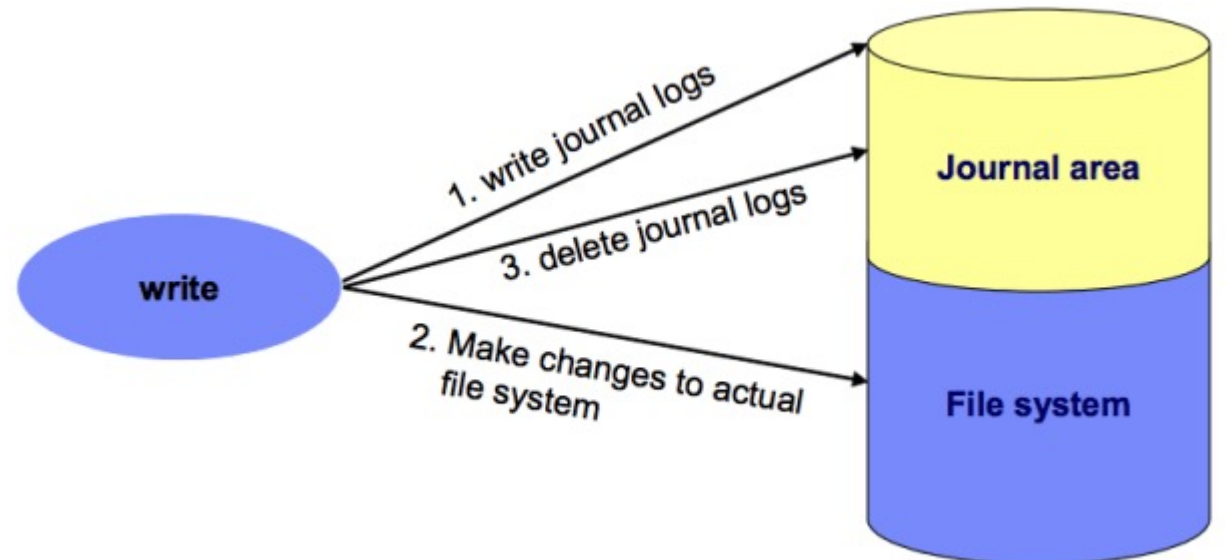 1. write journal logs
Journal area
3. delete journal logs
write
2. Make changes to actual
file system
File system